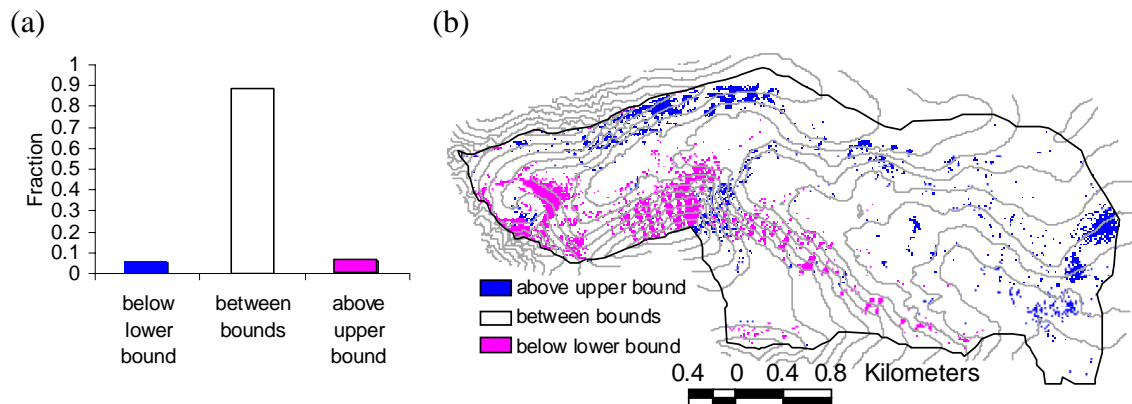 (a)
(b)
Fraction
1
0.9
0.8
0.7
0.6
0.5
0.4
0.3
0.2
0.1
0
below
lower
bound
between
bounds
above
upper
bound
above upper bound
between bounds
below lower bound
0.4 0 0.4 0.8 Kilometers